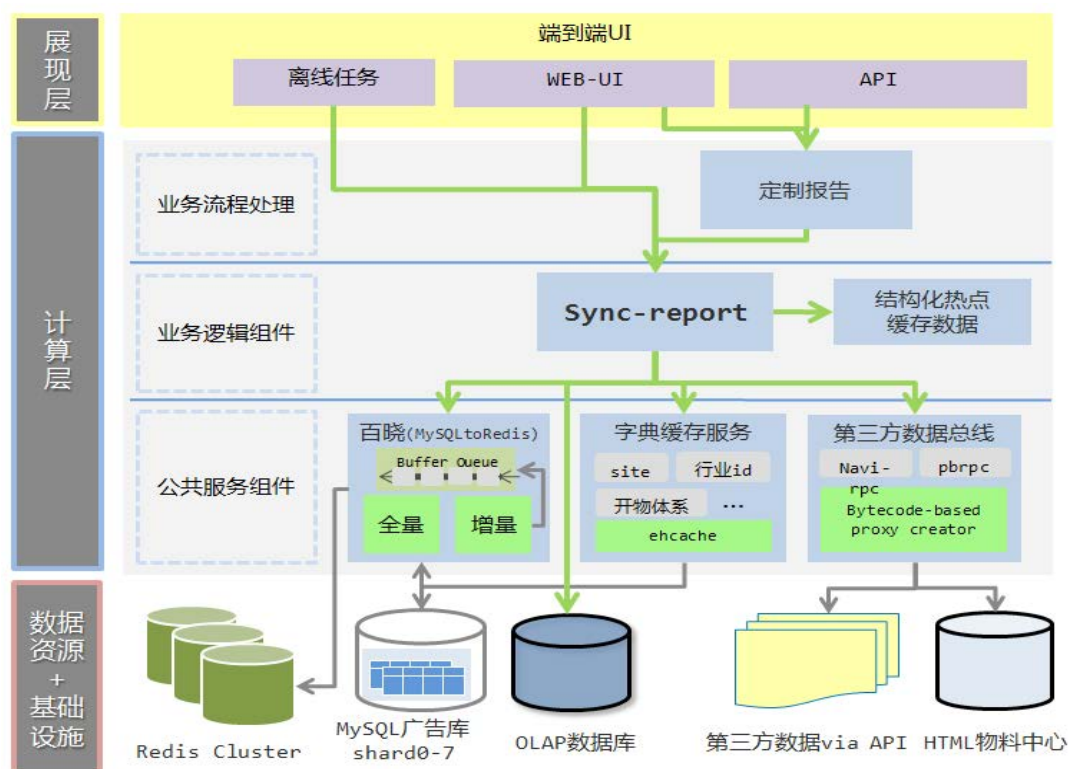 展现层
端到端UI
离线任务
WEB-UI
API
计算层
业务流程处理
定制报告
业务逻辑组件
Sync-report
结构化热点
缓存数据
公共服务组件
百晓(MySQLtoRedis)
Buffer Queue
全量
增量
字典缓存服务
site
行业id
开物体系
...
ehcache
第三方数据总线
Navi-
rpc
pbrpc
Bytecode-based
proxy creator
数据
资源
+
基础
设施
Redis Cluster
MySQL广告库
shard0-7
OLAP数据库
第三方数据via API
HTML物料中心